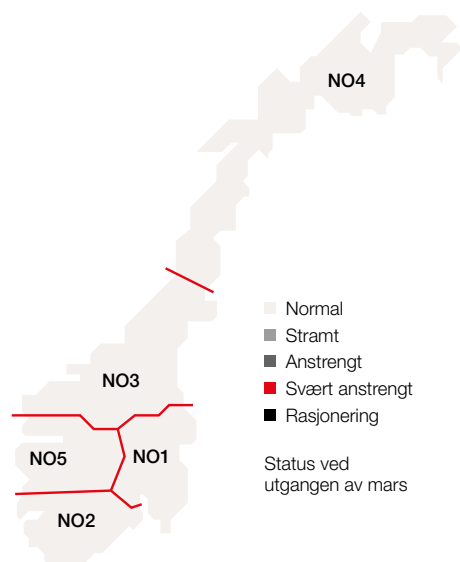 NO4
Normal
Stramt
Anstrengt
Svært anstrengt
Rasjonering
NO3
NO5
NO1
NO2
Status ved
utgangen av mars